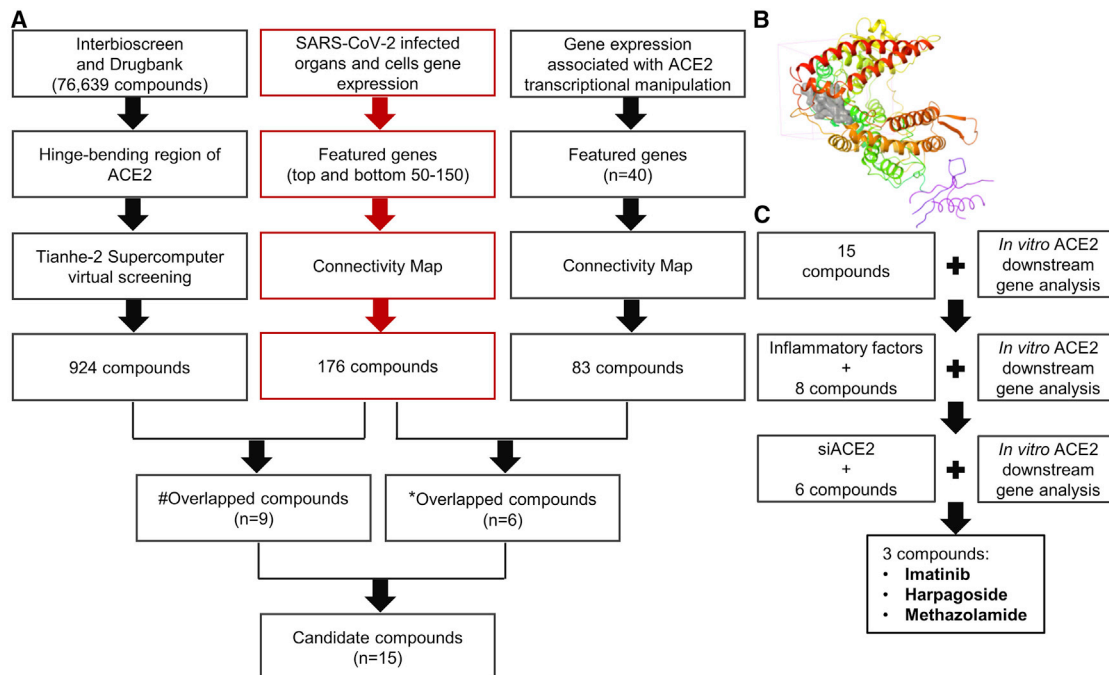 A
Interbioscreen
and Drugbank
(76,639 compounds)
Hinge-bending region of
ACE2
Tianhe-2 Supercomputer
virtual screening
924 compounds
SARS-CoV-2 infected
organs and cells gene
expression
Featured genes
(top and bottom 50-150)
Connectivity Map
176 compounds
Gene expression
associated with ACE2
transcriptional manipulation
Featured genes
(n=40)
Connectivity Map
83 compounds
#Overlapped compounds
(n=9)
*Overlapped compounds
(n=6)
Candidate compounds
(n=15)
B
C
15
compounds
+
In vitro ACE2
downstream
gene analysis
Inflammatory factors
+
8 compounds
+
In vitro ACE2
downstream
gene analysis
siACE2
+
6 compounds
+
In vitro ACE2
downstream
gene analysis
3 compounds:
• Imatinib
• Harpagoside
• Methazolamide